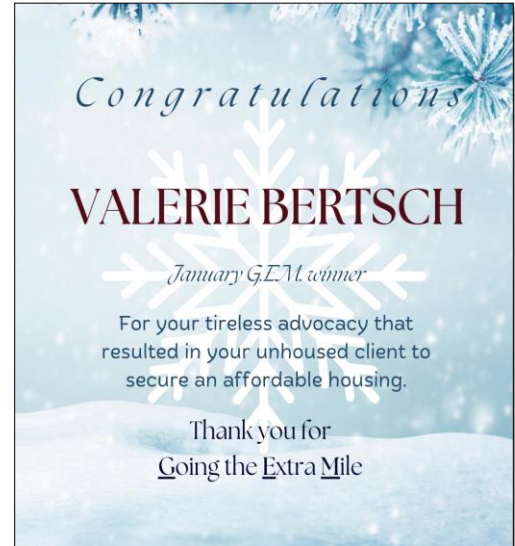 Congratulations
VALERIE BERTSCH
January G.E.M. winner
For your tireless advocacy that
resulted in your unhoused client to
secure an affordable housing.
Thank you for
Going the Extra Mile